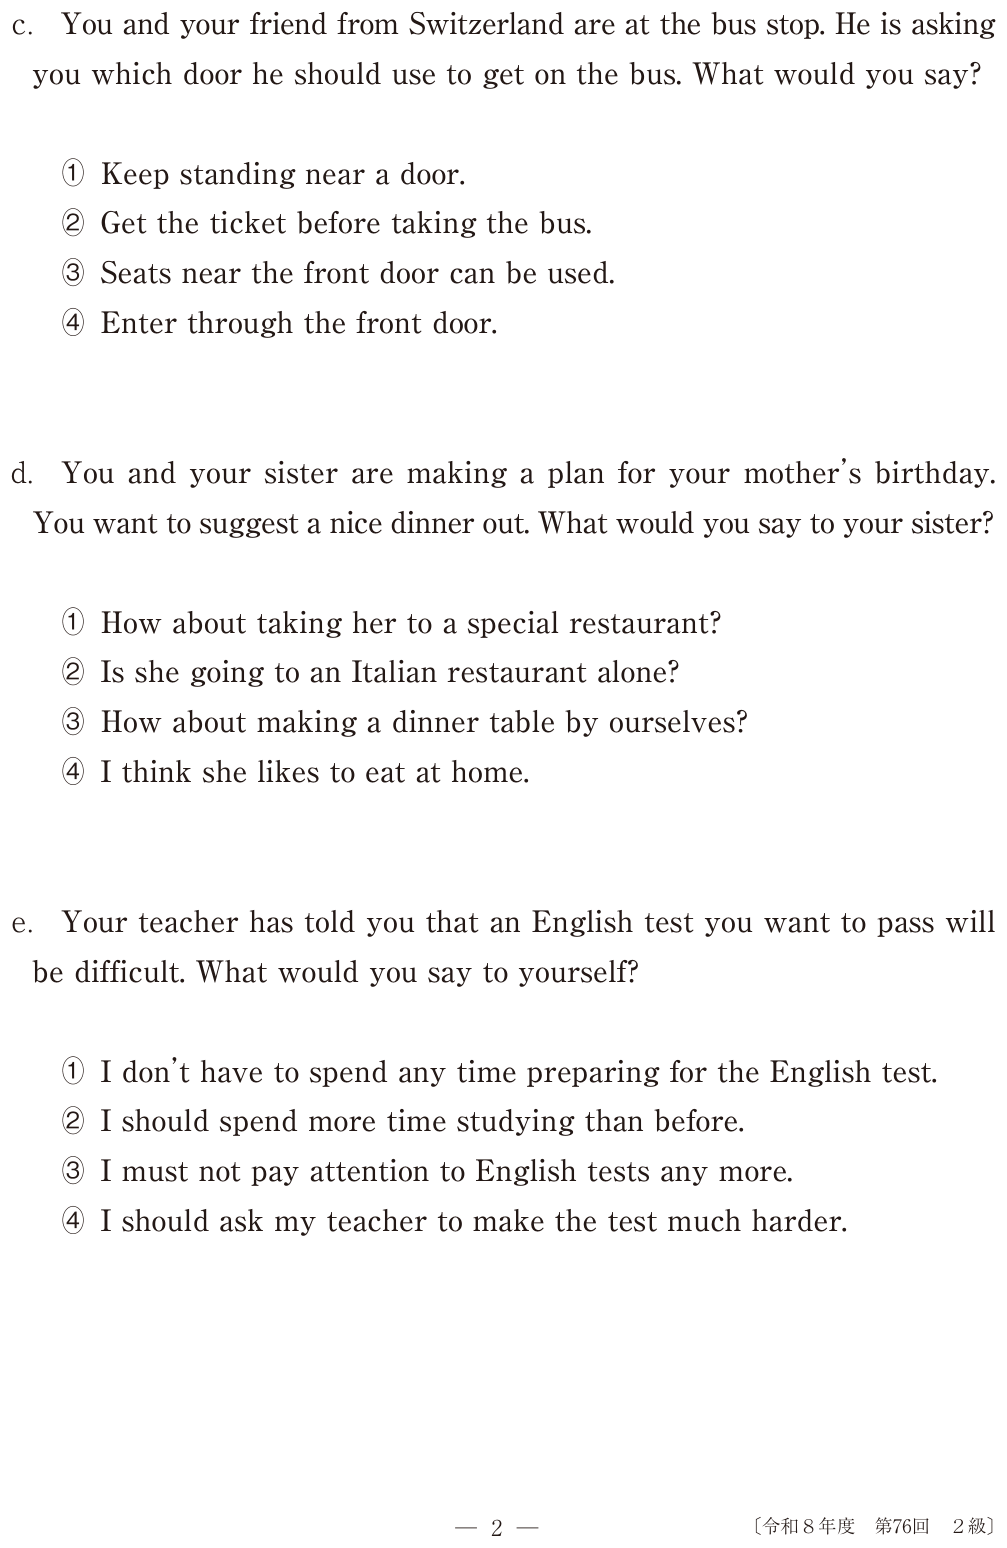 c. You and your friend from Switzerland are at the bus stop. He is asking
you which door he should use to get on the bus. What would you say?
① Keep standing near a door.
② Get the ticket before taking the bus.
③ Seats near the front door can be used.
④ Enter through the front door.
d. You and your sister are making a plan for your mother’s birthday.
You want to suggest a nice dinner out. What would you say to your sister?
① How about taking her to a special restaurant?
② Is she going to an Italian restaurant alone?
③ How about making a dinner table by ourselves?
④ I think she likes to eat at home.
e. Your teacher has told you that an English test you want to pass will
be difficult. What would you say to yourself?
① I don’t have to spend any time preparing for the English test.
② I should spend more time studying than before.
③ I must not pay attention to English tests any more.
④ I should ask my teacher to make the test much harder.
— 2 —
〔令和８年度 第76回 ２級〕